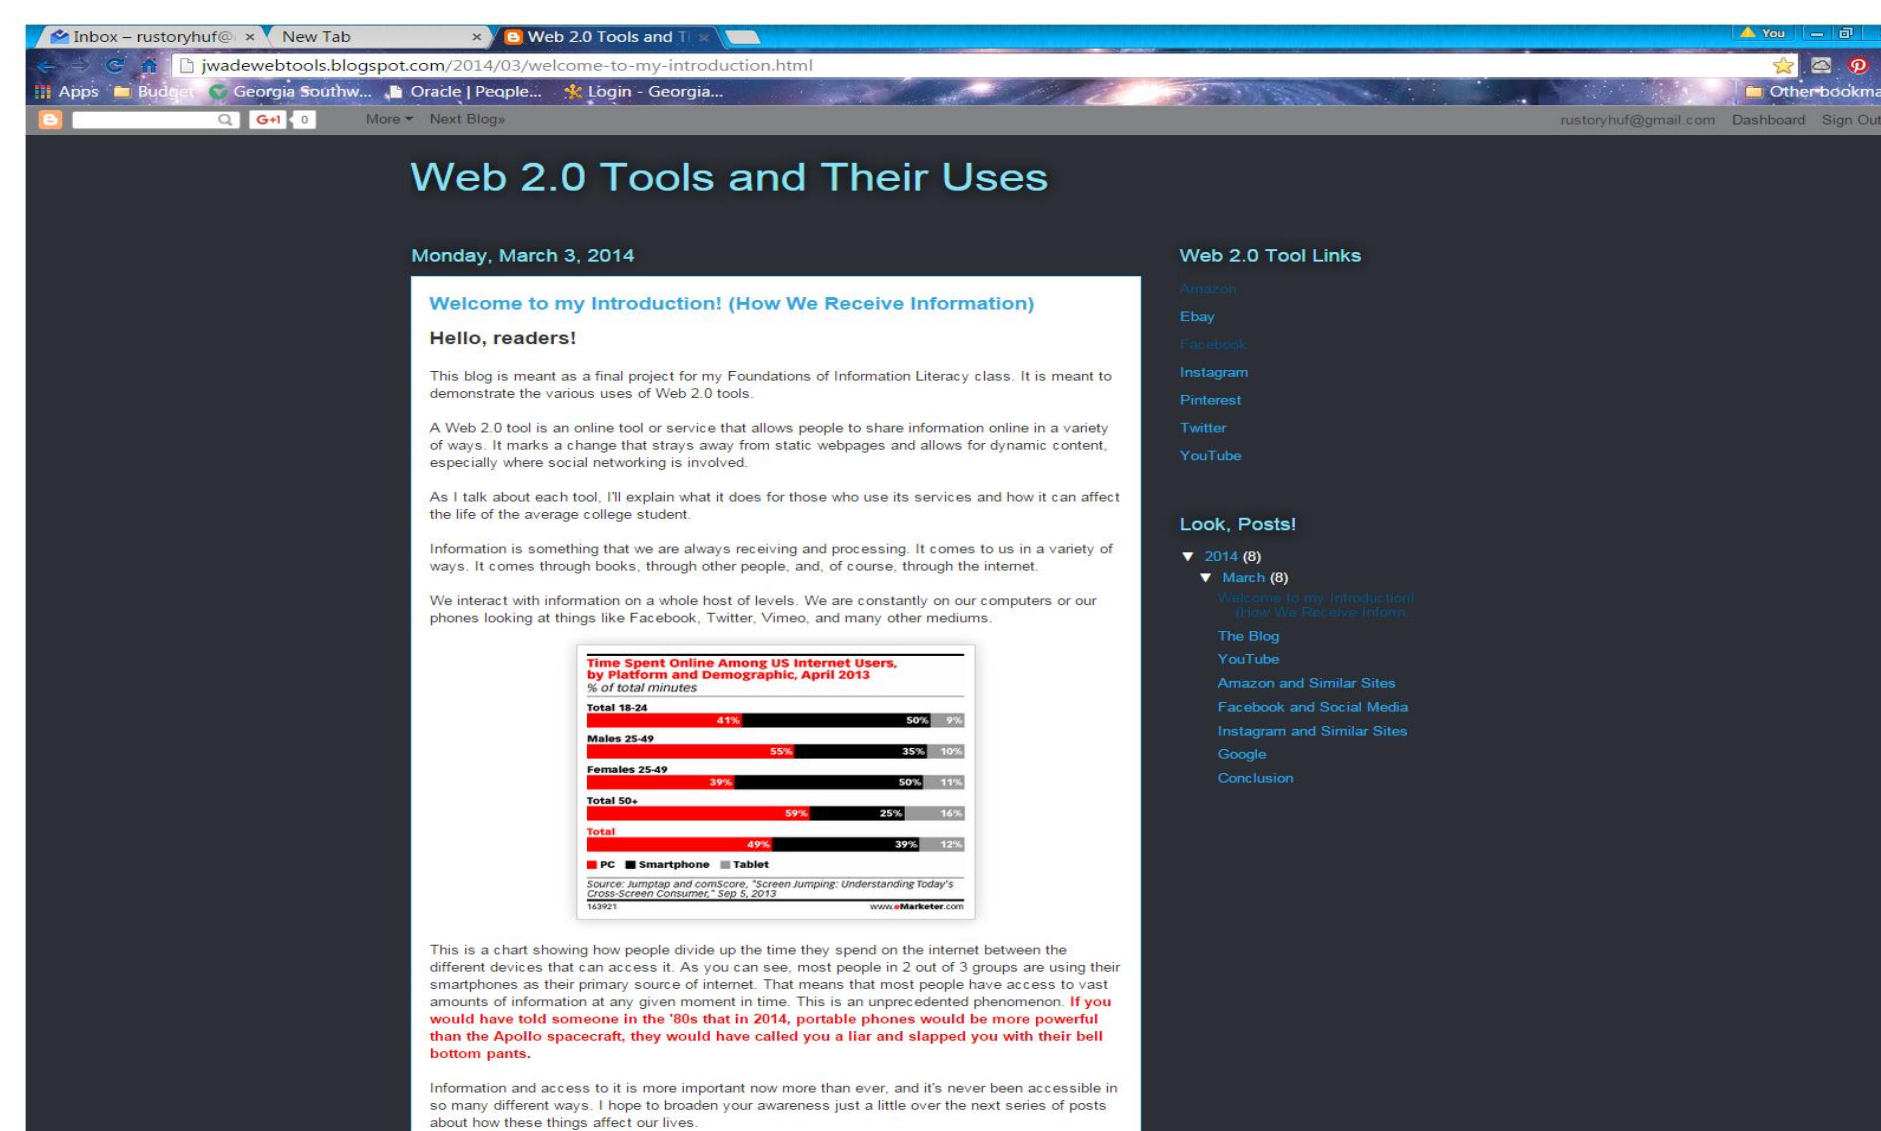 Inbox – rustoryhuf@
New Tab
Web 2.0 Tools and T
You
jwadewebtools.blogspot.com/2014/03/welcome-to-my-introduction.html
Apps
Budget
Georgia Southw...
Oracle | People...
Login - Georgia...
Other bookma
G+1 0
More
Next Blog»
rustoryhuf@gmail.com
Dashboard
Sign Out
Web 2.0 Tools and Their Uses
Monday, March 3, 2014
Welcome to my Introduction! (How We Receive Information)
Hello, readers!
This blog is meant as a final project for my Foundations of Information Literacy class. It is meant to
demonstrate the various uses of Web 2.0 tools.
A Web 2.0 tool is an online tool or service that allows people to share information online in a variety
of ways. It marks a change that strays away from static webpages and allows for dynamic content,
especially where social networking is involved.
As I talk about each tool, I'll explain what it does for those who use its services and how it can affect
the life of the average college student.
Information is something that we are always receiving and processing. It comes to us in a variety of
ways. It comes through books, through other people, and, of course, through the internet.
We interact with information on a whole host of levels. We are constantly on our computers or our
phones looking at things like Facebook, Twitter, Vimeo, and many other mediums.
Time Spent Online Among US Internet Users,
by Platform and Demographic, April 2013
% of total minutes
Total 18-24
41% 50% 9%
Males 25-49
55% 35% 10%
Females 25-49
39% 50% 11%
Total 50+
59% 25% 16%
Total
49% 39% 12%
PC Smartphone Tablet
Source: Jumptap and comScore, "Screen Jumping: Understanding Today's
Cross-Screen Consumer," Sep 5, 2013
163921 www.eMarketer.com
This is a chart showing how people divide up the time they spend on the internet between the
different devices that can access it. As you can see, most people in 2 out of 3 groups are using their
smartphones as their primary source of internet. That means that most people have access to vast
amounts of information at any given moment in time. This is an unprecedented phenomenon. If you
would have told someone in the '80s that in 2014, portable phones would be more powerful
than the Apollo spacecraft, they would have called you a liar and slapped you with their bell
bottom pants.
Information and access to it is more important now more than ever, and it's never been accessible in
so many different ways. I hope to broaden your awareness just a little over the next series of posts
about how these things affect our lives.
Web 2.0 Tool Links
Amazon
Ebay
Facebook
Instagram
Pinterest
Twitter
YouTube
Look, Posts!
▼ 2014 (8)
▼ March (8)
Welcome to my Introduction!
(How We Receive Inform...
The Blog
YouTube
Amazon and Similar Sites
Facebook and Social Media
Instagram and Similar Sites
Google
Conclusion